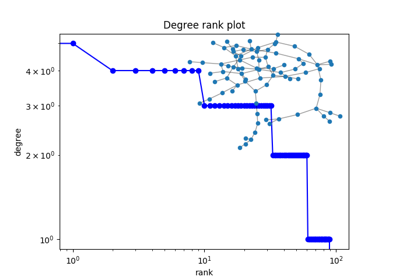 Degree rank plot
degree
4 × 10⁰
3 × 10⁰
2 × 10⁰
10⁰
10⁰ 10¹ 10²
rank